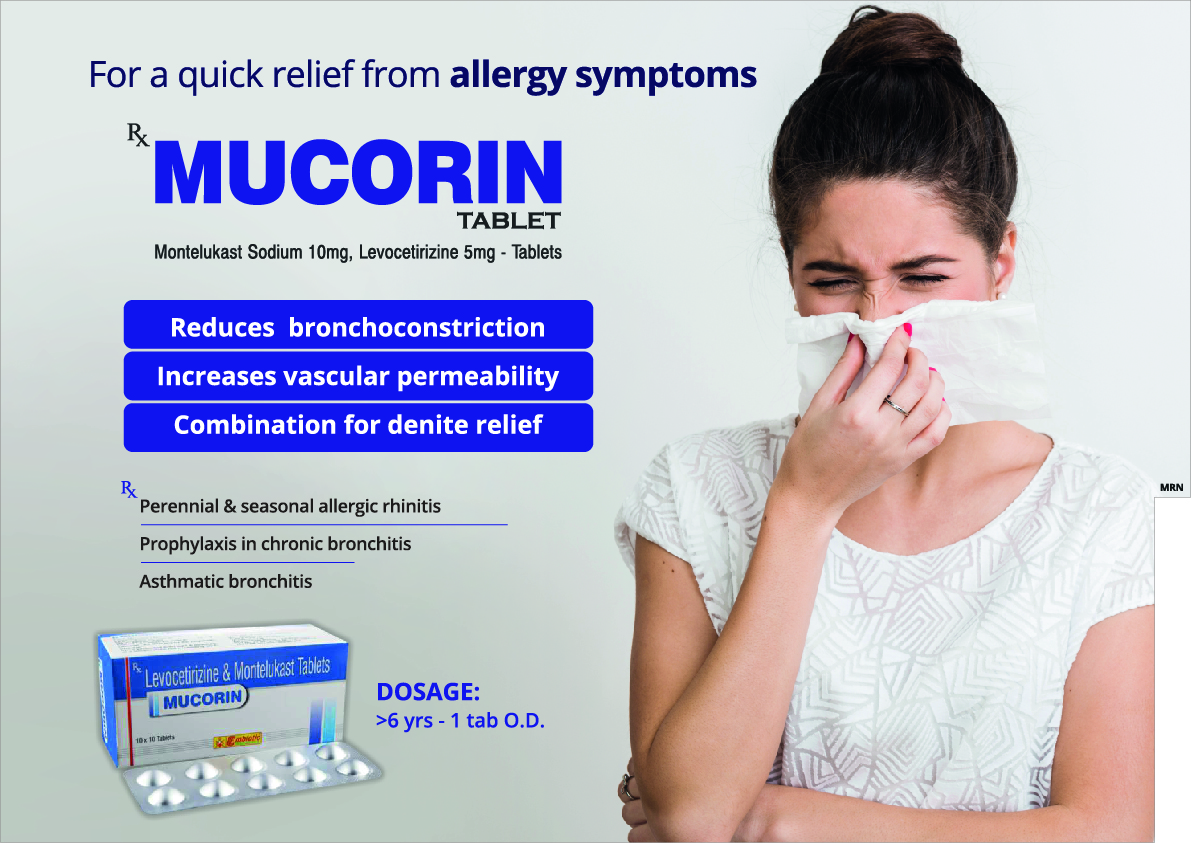 For a quick relief from allergy symptoms
Rx
MUCORIN
TABLET
Montelukast Sodium 10mg, Levocetirizine 5mg - Tablets
Reduces bronchoconstriction
Increases vascular permeability
Combination for denite relief
Rx
Perennial & seasonal allergic rhinitis
Prophylaxis in chronic bronchitis
Asthmatic bronchitis
Rx Levocetirizine & Montelukast Tablets
MUCORIN
10 x 10 Tablets
DOSAGE:
>6 yrs - 1 tab O.D.
MRN